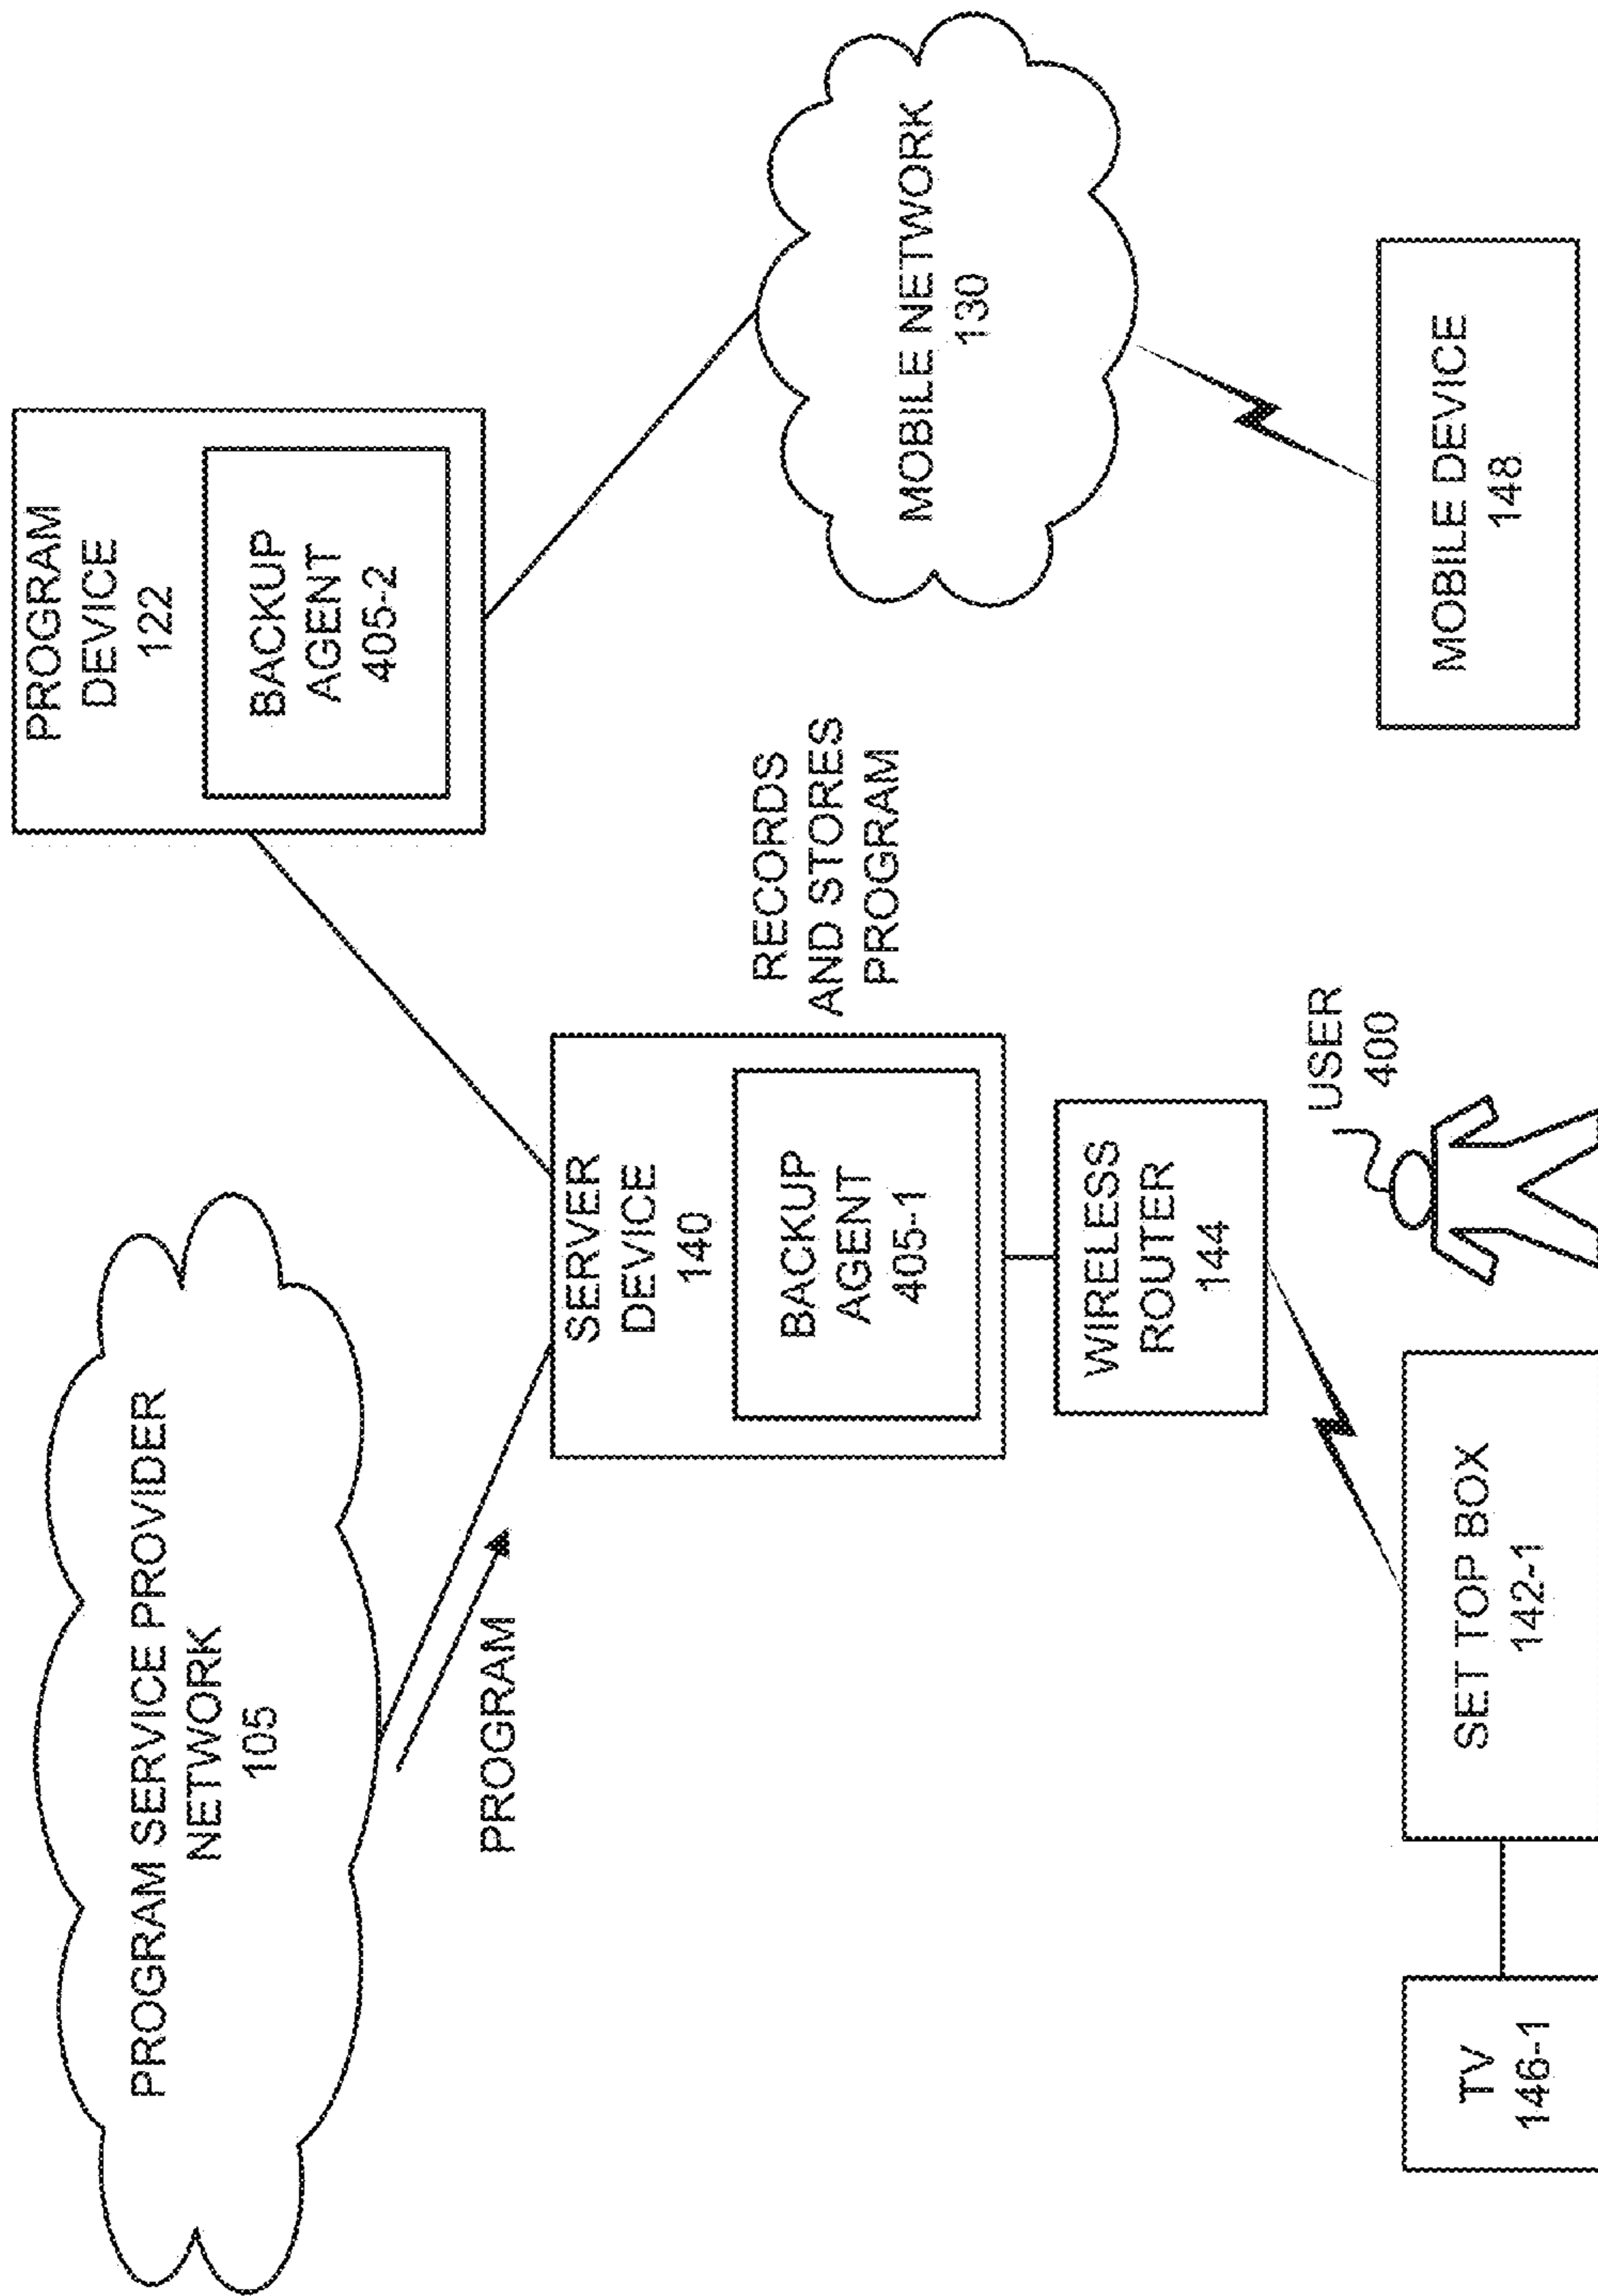 PROGRAM SERVICE PROVIDER
NETWORK
105
PROGRAM
DEVICE
122
BACKUP
AGENT
405-2
PROGRAM
SERVER
DEVICE
140
BACKUP
AGENT
405-1
RECORDS
AND STORES
PROGRAM
MOBILE NETWORK
130
WIRELESS
ROUTER
144
USER
400
TV
146-1
SET TOP BOX
142-1
MOBILE DEVICE
148